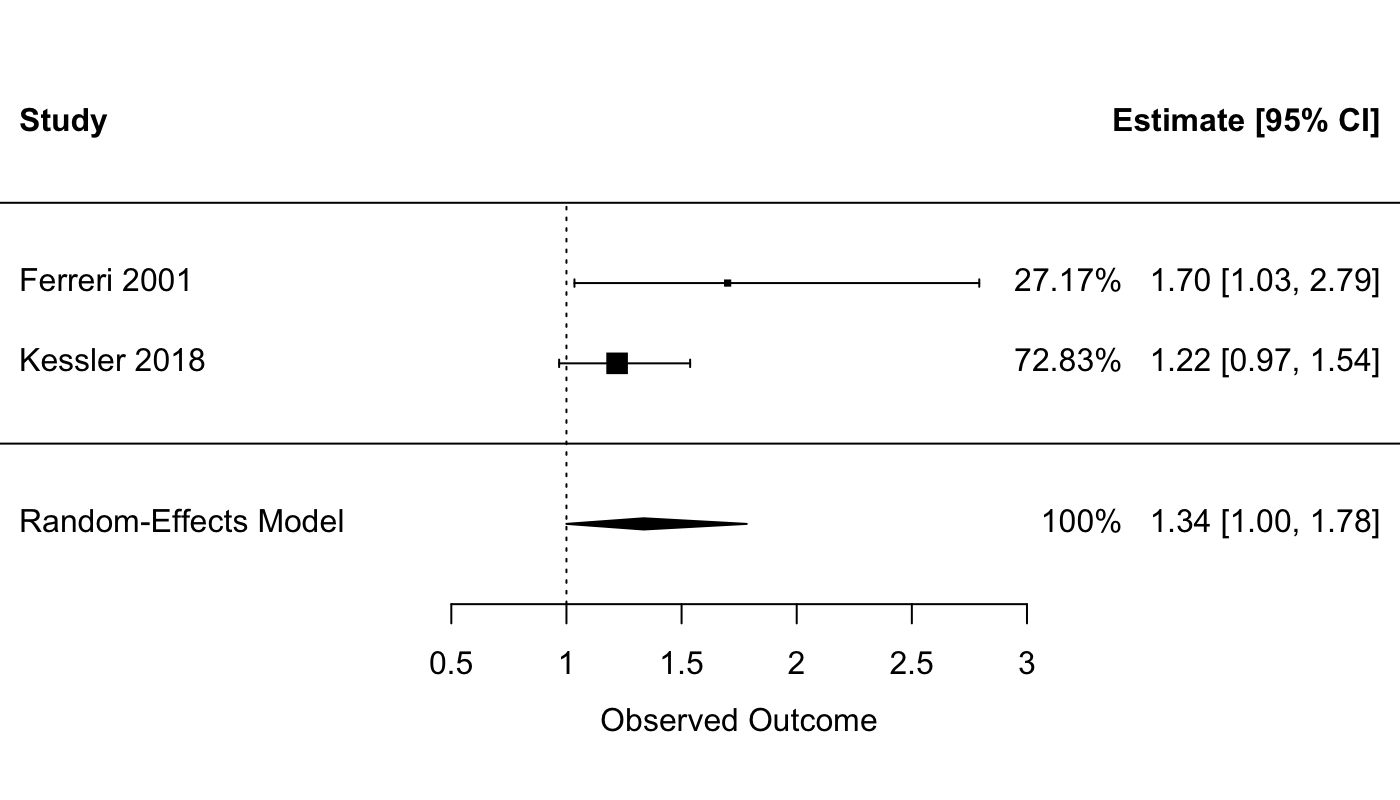 Study Estimate [95% CI]
Ferreri 2001 27.17% 1.70 [1.03, 2.79]
Kessler 2018 72.83% 1.22 [0.97, 1.54]
Random-Effects Model 100% 1.34 [1.00, 1.78]
0.5 1 1.5 2 2.5 3
Observed Outcome